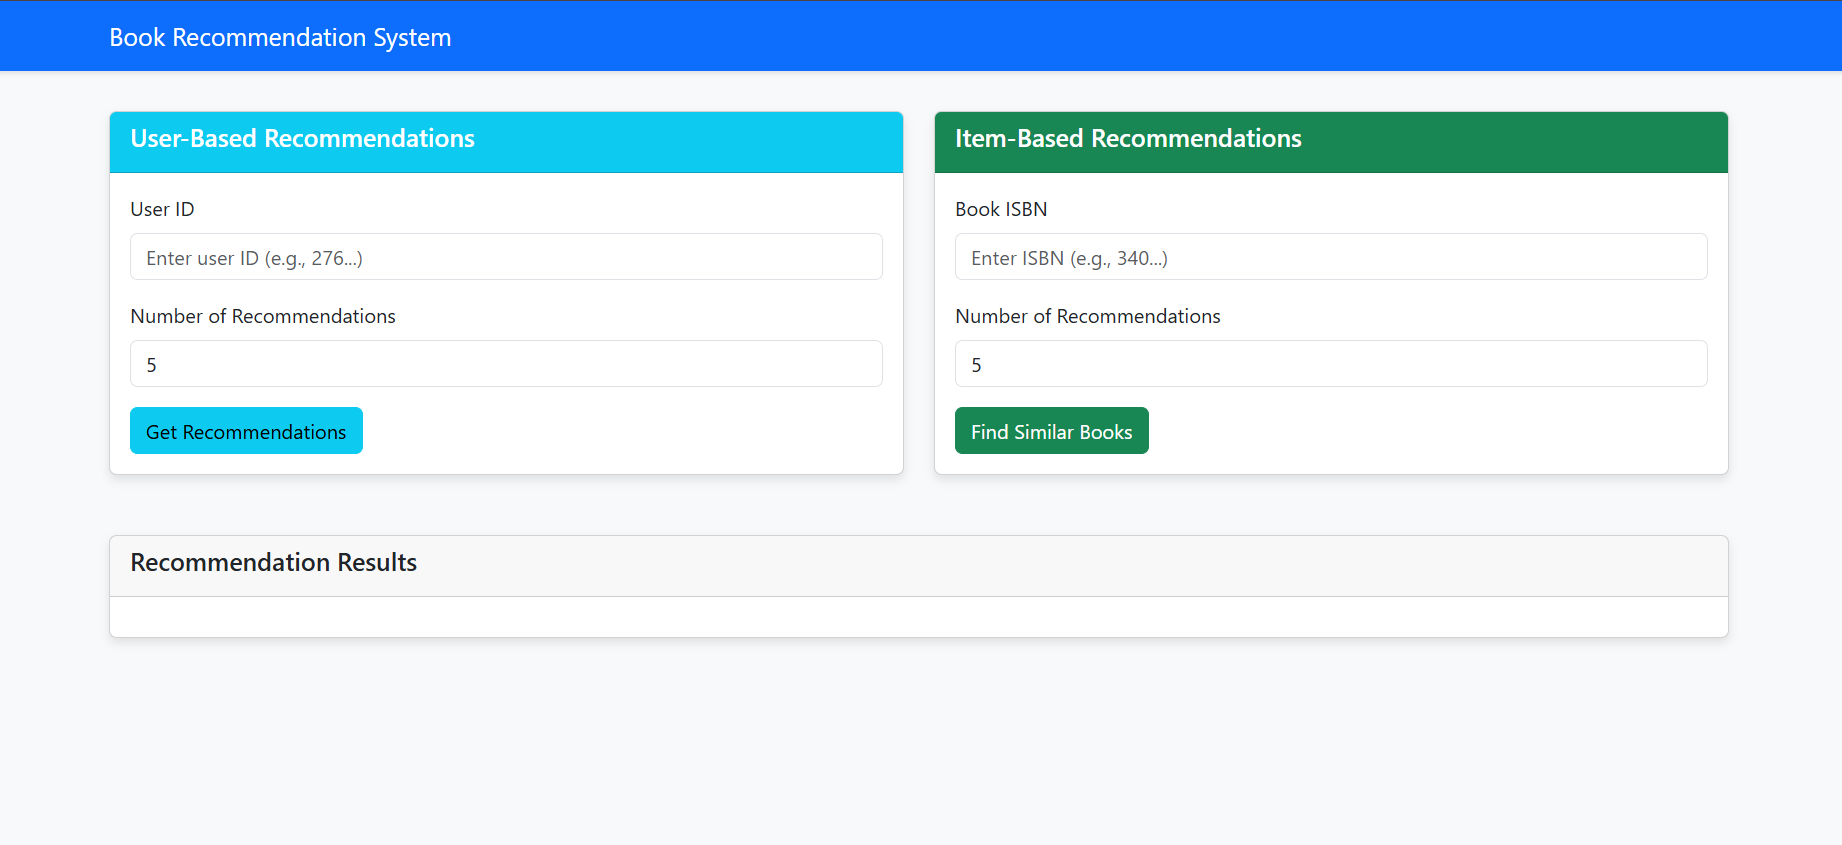 Book Recommendation System
User-Based Recommendations
User ID
Enter user ID (e.g., 276...)
Number of Recommendations
5
Get Recommendations
Item-Based Recommendations
Book ISBN
Enter ISBN (e.g., 340...)
Number of Recommendations
5
Find Similar Books
Recommendation Results